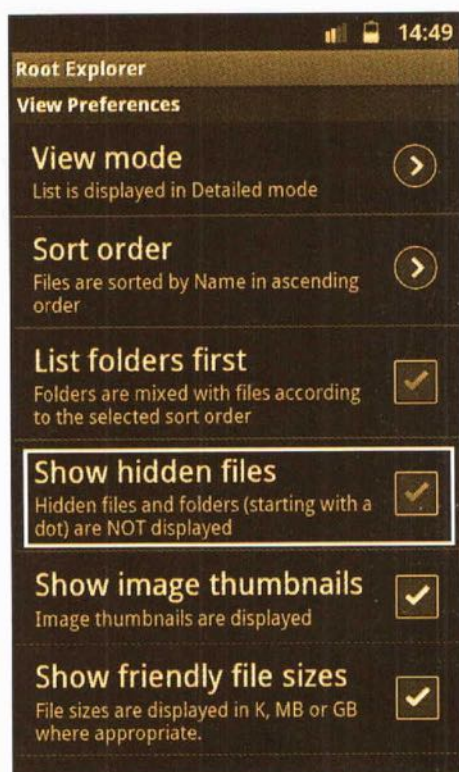 14:49
Root Explorer
View Preferences
View mode
List is displayed in Detailed mode
Sort order
Files are sorted by Name in ascending
order
List folders first
Folders are mixed with files according
to the selected sort order
Show hidden files
Hidden files and folders (starting with a
dot) are NOT displayed
Show image thumbnails
Image thumbnails are displayed
Show friendly file sizes
File sizes are displayed in K, MB or GB
where appropriate.